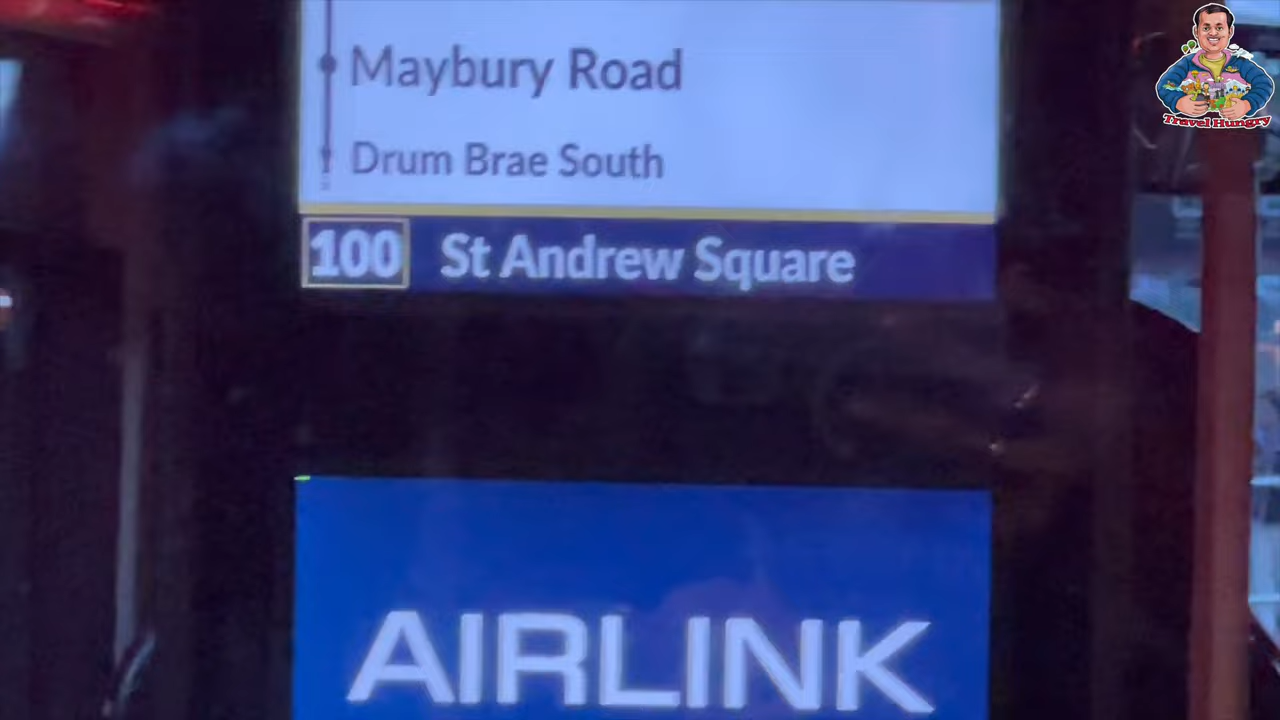 Maybury Road
Drum Brae South
100 St Andrew Square
AIRLINK
Travel Hungry